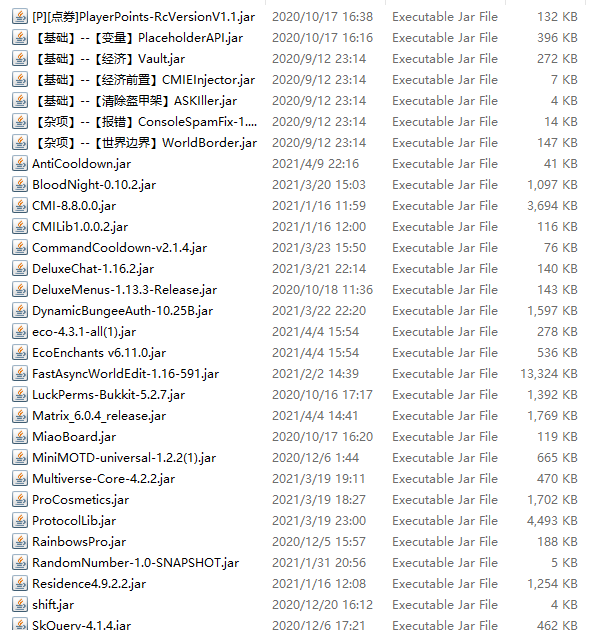 [P][点券]PlayerPoints-RcVersionV1.1.jar 2020/10/17 16:38 Executable Jar File 132 KB
【基础】--【变量】PlaceholderAPI.jar 2020/10/17 16:16 Executable Jar File 396 KB
【基础】--【经济】Vault.jar 2020/9/12 23:14 Executable Jar File 272 KB
【基础】--【经济前置】CMIEInjector.jar 2020/9/12 23:14 Executable Jar File 7 KB
【基础】--【清除盔甲架】ASKIller.jar 2020/9/12 23:14 Executable Jar File 4 KB
【杂项】--【报错】ConsoleSpamFix-1.... 2020/9/12 23:14 Executable Jar File 14 KB
【杂项】--【世界边界】WorldBorder.jar 2020/9/12 23:14 Executable Jar File 147 KB
AntiCooldown.jar 2021/4/9 22:16 Executable Jar File 41 KB
BloodNight-0.10.2.jar 2021/3/20 15:03 Executable Jar File 1,097 KB
CMI-8.8.0.0.jar 2021/1/16 11:59 Executable Jar File 3,694 KB
CMILib1.0.0.2.jar 2021/1/16 12:00 Executable Jar File 116 KB
CommandCooldown-v2.1.4.jar 2021/3/23 15:50 Executable Jar File 76 KB
DeluxeChat-1.16.2.jar 2021/3/21 22:14 Executable Jar File 140 KB
DeluxeMenus-1.13.3-Release.jar 2020/10/18 11:36 Executable Jar File 143 KB
DynamicBungeeAuth-10.25B.jar 2021/3/22 22:20 Executable Jar File 1,597 KB
eco-4.3.1-all(1).jar 2021/4/4 15:54 Executable Jar File 278 KB
EcoEnchants v6.11.0.jar 2021/4/4 15:54 Executable Jar File 536 KB
FastAsyncWorldEdit-1.16-591.jar 2021/2/2 14:39 Executable Jar File 13,324 KB
LuckPerms-Bukkit-5.2.7.jar 2020/10/16 17:17 Executable Jar File 1,392 KB
Matrix_6.0.4_release.jar 2021/4/4 14:41 Executable Jar File 1,769 KB
MiaoBoard.jar 2020/10/17 16:20 Executable Jar File 119 KB
MiniMOTD-universal-1.2.2(1).jar 2020/12/6 1:44 Executable Jar File 665 KB
Multiverse-Core-4.2.2.jar 2021/3/19 19:11 Executable Jar File 470 KB
ProCosmetics.jar 2021/3/19 18:27 Executable Jar File 1,702 KB
ProtocolLib.jar 2021/3/19 23:00 Executable Jar File 4,493 KB
RainbowsPro.jar 2020/12/5 15:57 Executable Jar File 188 KB
RandomNumber-1.0-SNAPSHOT.jar 2021/1/31 20:56 Executable Jar File 5 KB
Residence4.9.2.2.jar 2021/1/16 12:08 Executable Jar File 1,254 KB
shift.jar 2020/12/20 16:12 Executable Jar File 4 KB
SkQuery-4.1.4.jar 2020/12/6 17:21 Executable Jar File 462 KB